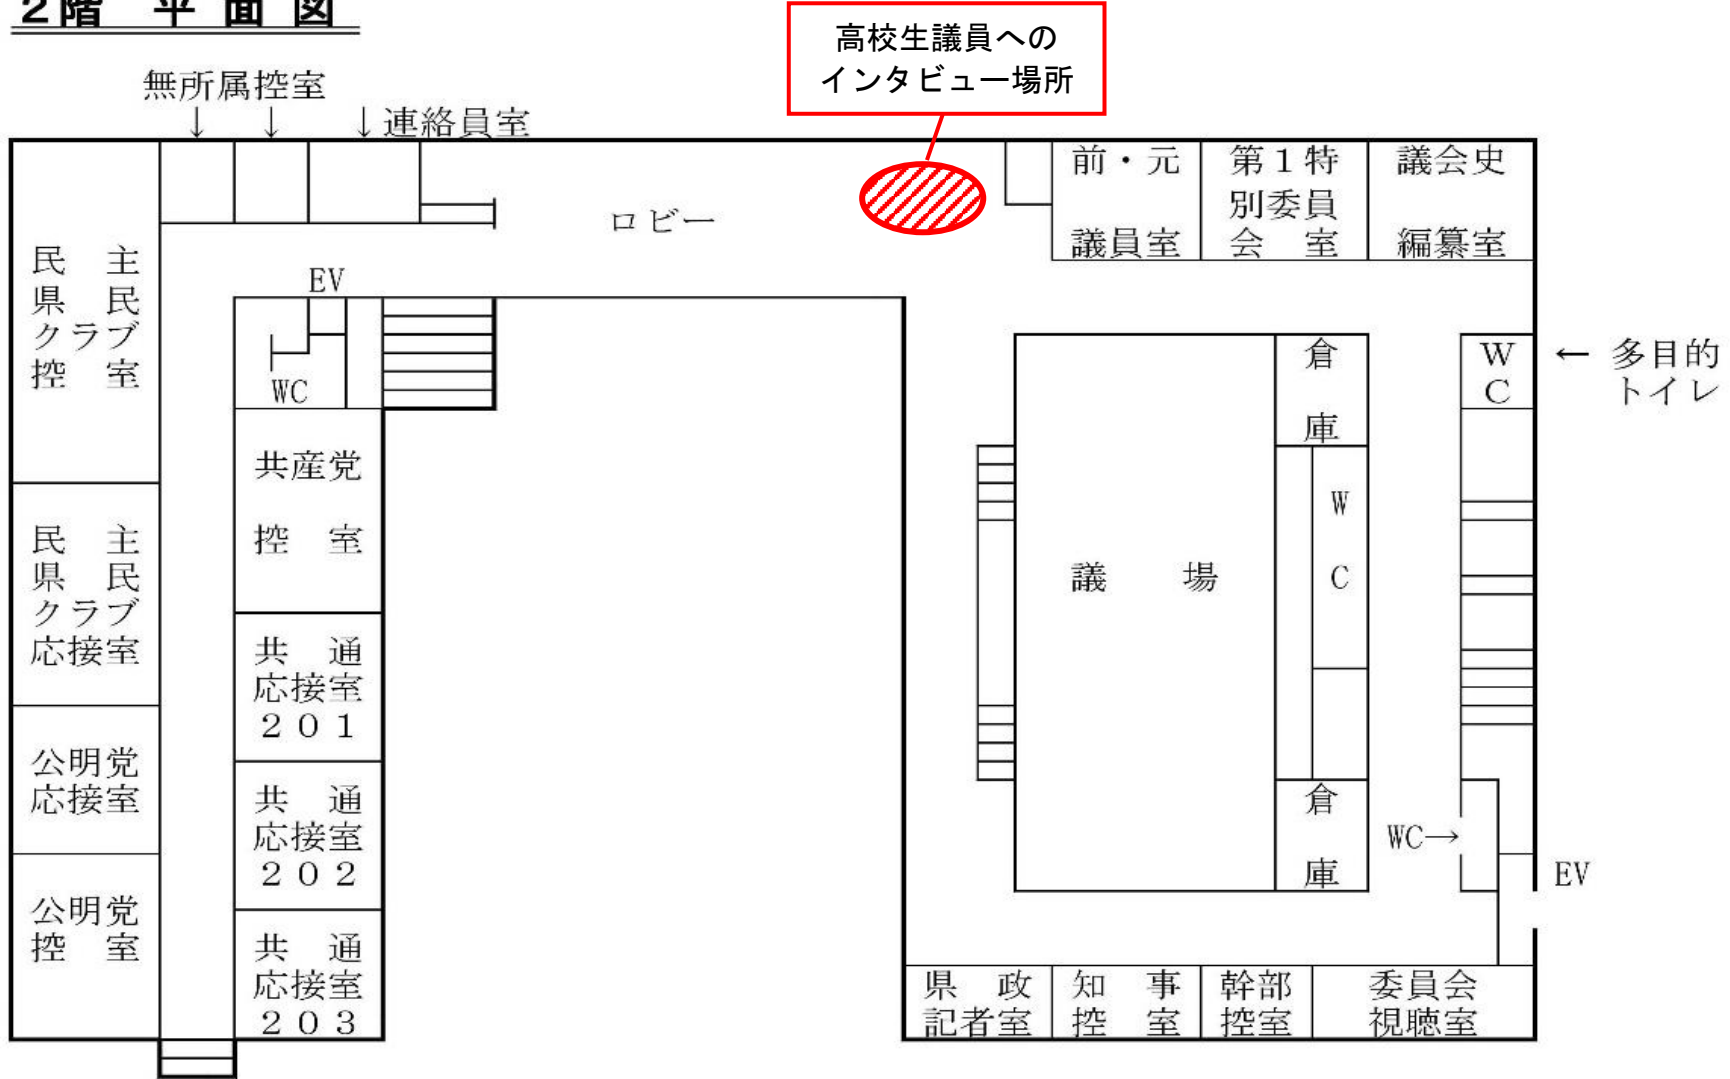 2階 平面図
高校生議員への
インタビュー場所
無所属控室
↓ ↓ ↓連絡員室
前・元
議員室
第1特
別委員
会室
議会史
編纂室
ロビー
民主
県民
クラブ
控室
EV
WC
共産党
控室
民主
県民
クラブ
応接室
共通
応接室
201
公明党
応接室
共通
応接室
202
公明党
控室
共通
応接室
203
倉
庫
W
C
← 多目的
トイレ
議場
W
C
倉
庫
WC→
EV
県政
記者室
知事
控室
幹部
控室
委員会
視聴室